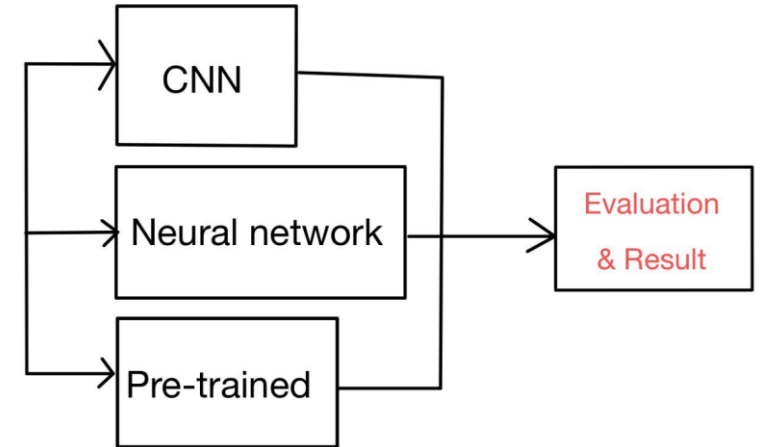 CNN
Neural network
Pre-trained
Evaluation
& Result